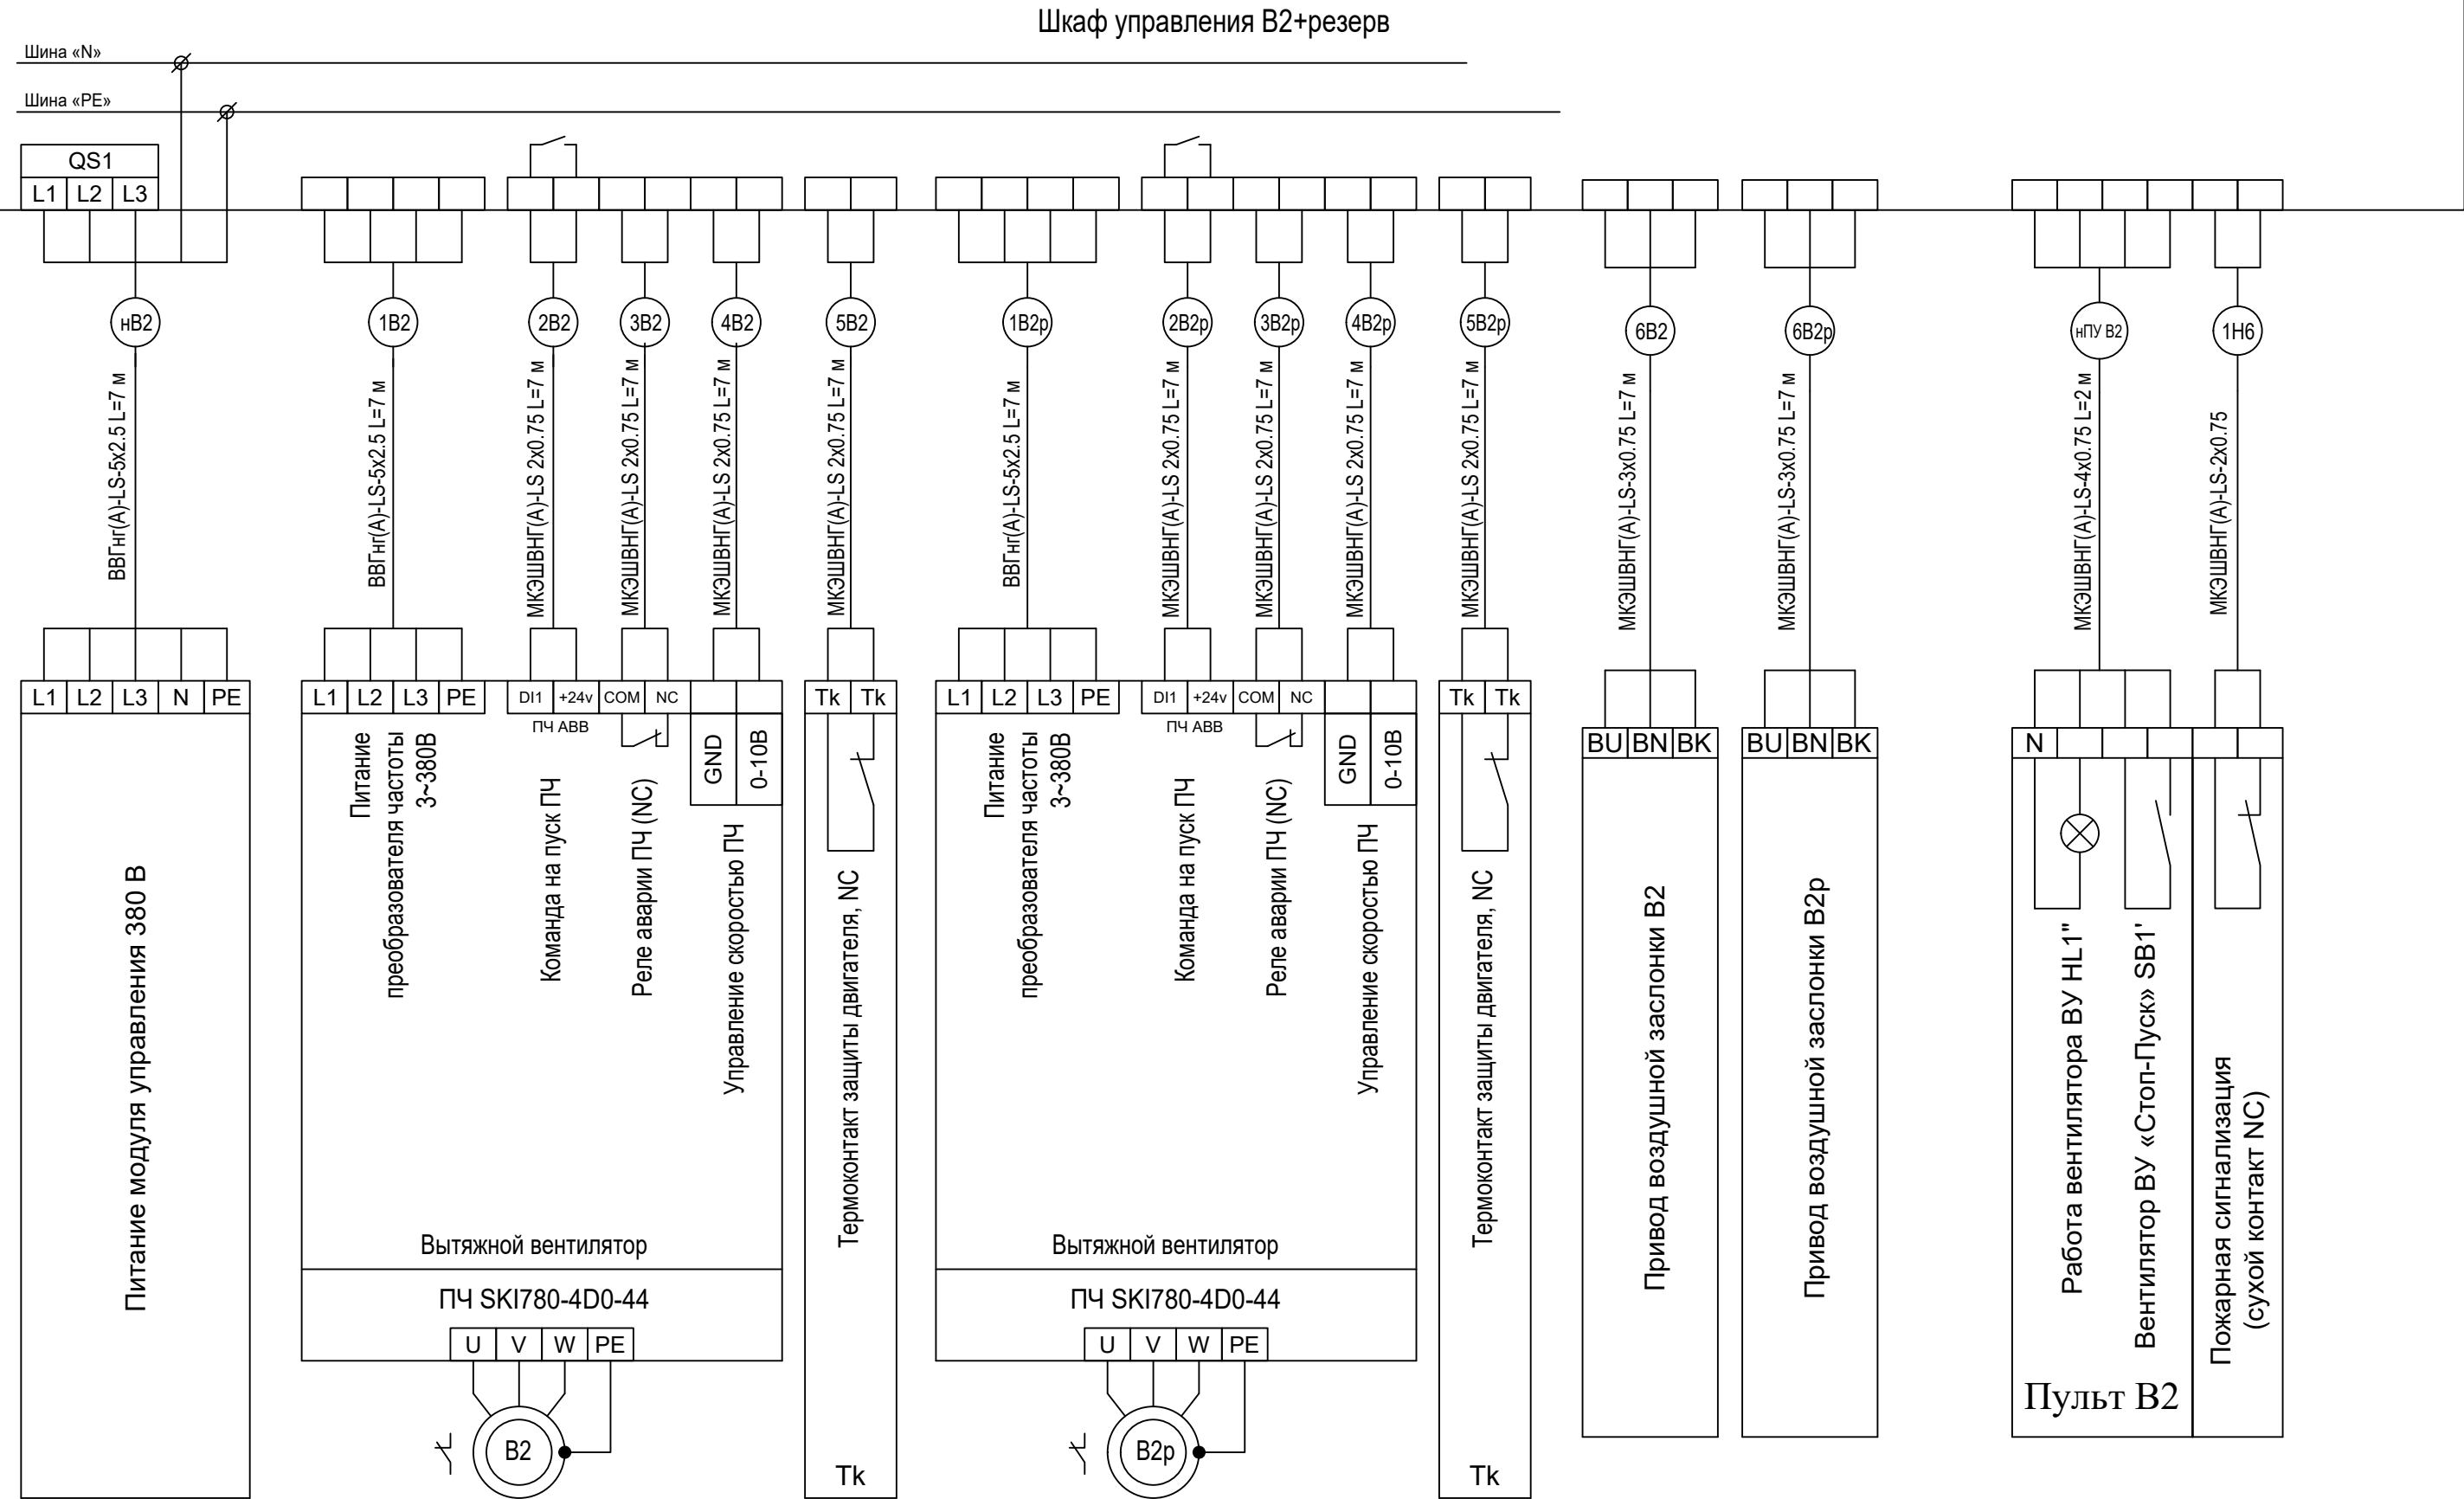 Шкаф управления В2+резерв
Шина «N»
Шина «PE»
QS1
L1 L2 L3
нВ2 1В2 2В2 3В2 4В2 5В2 1В2р 2В2р 3В2р 4В2р 5В2р 6В2 6В2р нПУ В2 1Н6
ВВГнг(А)-LS-5х2.5 L=7 м
ВВГнг(А)-LS-5х2.5 L=7 м
МКЭШВНГ(А)-LS 2х0.75 L=7 м
МКЭШВНГ(А)-LS 2х0.75 L=7 м
МКЭШВНГ(А)-LS 2х0.75 L=7 м
МКЭШВНГ(А)-LS 2х0.75 L=7 м
ВВГнг(А)-LS-5х2.5 L=7 м
МКЭШВНГ(А)-LS 2х0.75 L=7 м
МКЭШВНГ(А)-LS 2х0.75 L=7 м
МКЭШВНГ(А)-LS 2х0.75 L=7 м
МКЭШВНГ(А)-LS 2х0.75 L=7 м
МКЭШВНГ(А)-LS-3х0.75 L=7 м
МКЭШВНГ(А)-LS-3х0.75 L=7 м
МКЭШВНГ(А)-LS-4х0.75 L=2 м
МКЭШВНГ(А)-LS-2х0.75
L1 L2 L3 N PE
Питание модуля управления 380 В
L1 L2 L3 PE
DI1 +24v COM NC
ПЧ ABB
GND
0-10В
Питание
преобразователя частоты
3~380В
Команда на пуск ПЧ
Реле аварии ПЧ (NC)
Управление скоростью ПЧ
Вытяжной вентилятор
ПЧ SKI780-4D0-44
U V W PE
В2
Tk Tk
Термоконтакт защиты двигателя, NC
Tk
L1 L2 L3 PE
DI1 +24v COM NC
ПЧ ABB
GND
0-10В
Питание
преобразователя частоты
3~380В
Команда на пуск ПЧ
Реле аварии ПЧ (NC)
Управление скоростью ПЧ
Вытяжной вентилятор
ПЧ SKI780-4D0-44
U V W PE
В2р
Tk Tk
Термоконтакт защиты двигателя, NC
Tk
BU BN BK
Привод воздушной заслонки В2
BU BN BK
Привод воздушной заслонки В2р
N
Работа вентилятора ВУ HL1"
Вентилятор ВУ «Стоп-Пуск» SB1'
Пульт В2
Пожарная сигнализация
(сухой контакт NC)